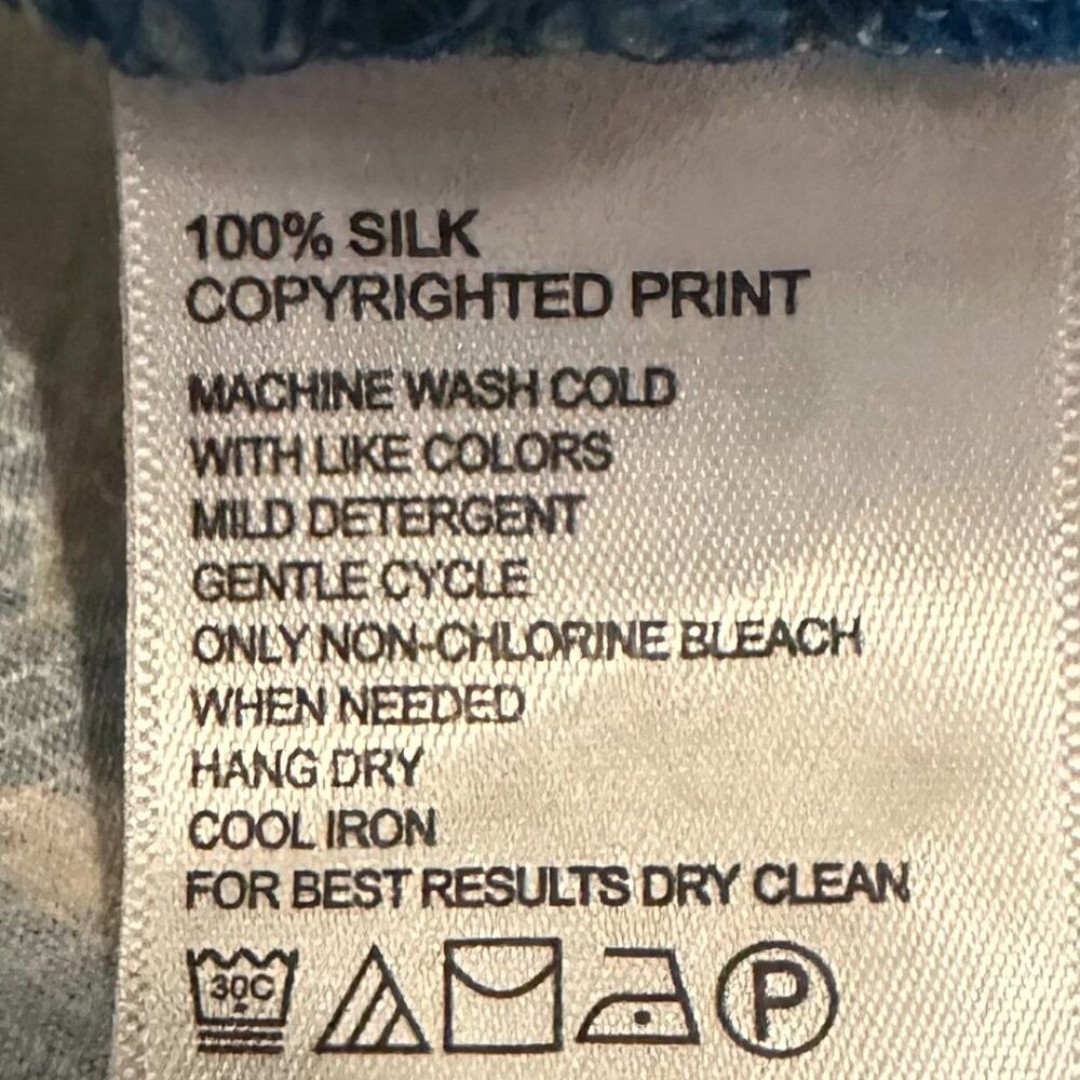 100% SILK
COPYRIGHTED PRINT
MACHINE WASH COLD
WITH LIKE COLORS
MILD DETERGENT
GENTLE CYCLE
ONLY NON-CHLORINE BLEACH
WHEN NEEDED
HANG DRY
COOL IRON
FOR BEST RESULTS DRY CLEAN
30C P